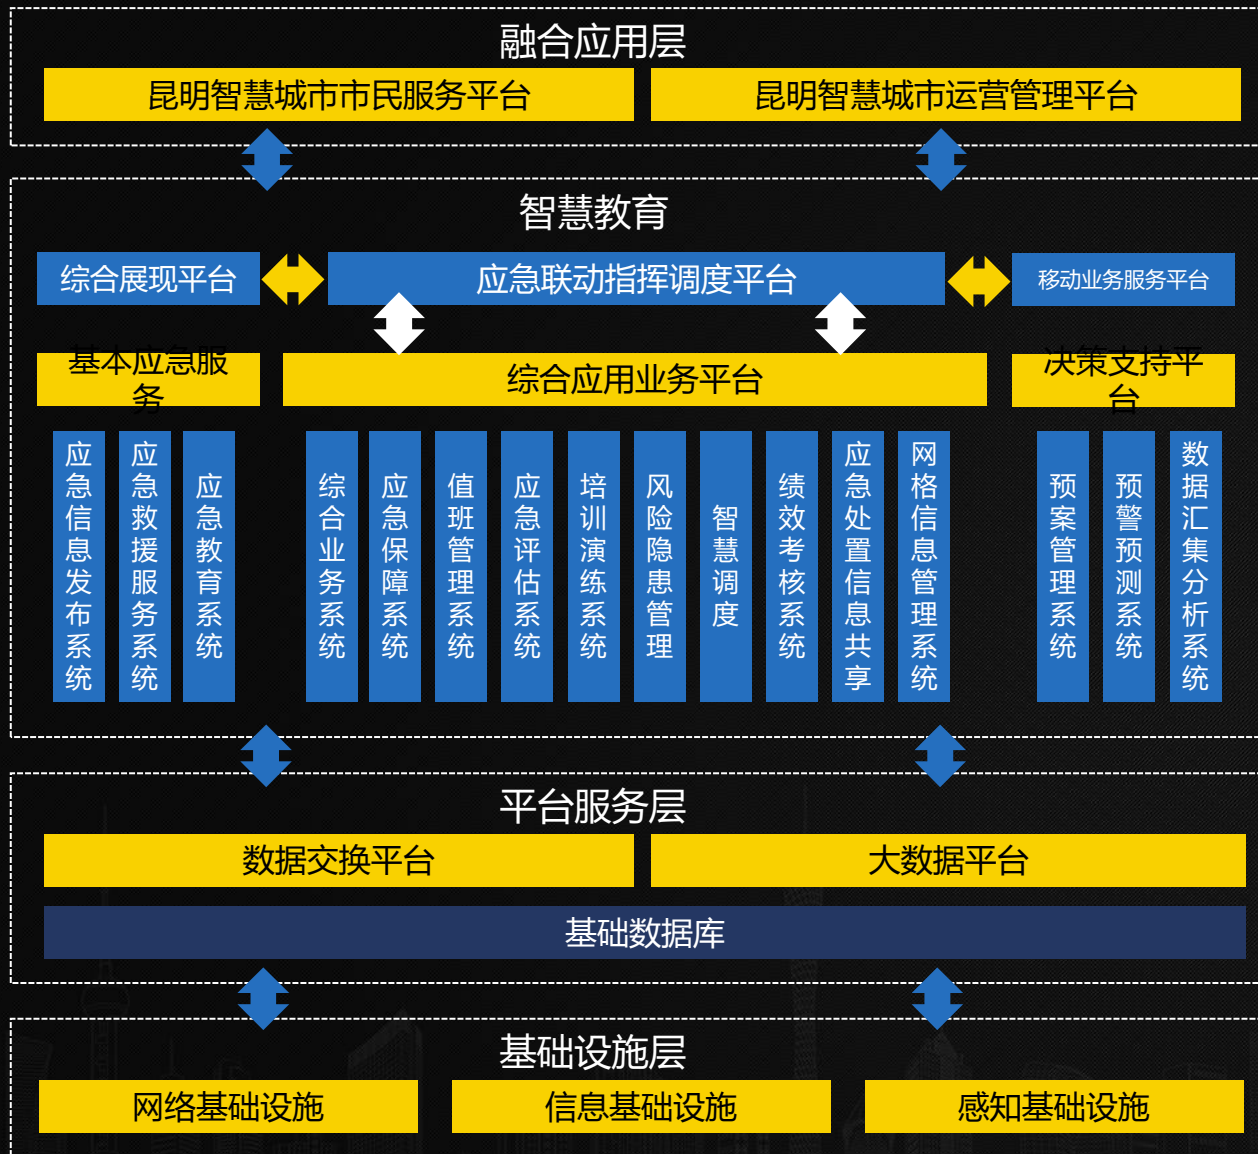 融合应用层
昆明智慧城市市民服务平台
昆明智慧城市运营管理平台
智慧教育
综合展现平台
应急联动指挥调度平台
移动业务服务平台
基本应急服
务
综合应用业务平台
决策支持平
台
应急信息发布系统
应急救援服务系统
应急教育系统
综合业务系统
应急保障系统
值班管理系统
应急评估系统
培训演练系统
风险隐患管理
智慧调度
绩效考核系统
应急处置信息共享
网格信息管理系统
预案管理系统
预警预测系统
数据汇集分析系统
平台服务层
数据交换平台
大数据平台
基础数据库
基础设施层
网络基础设施
信息基础设施
感知基础设施